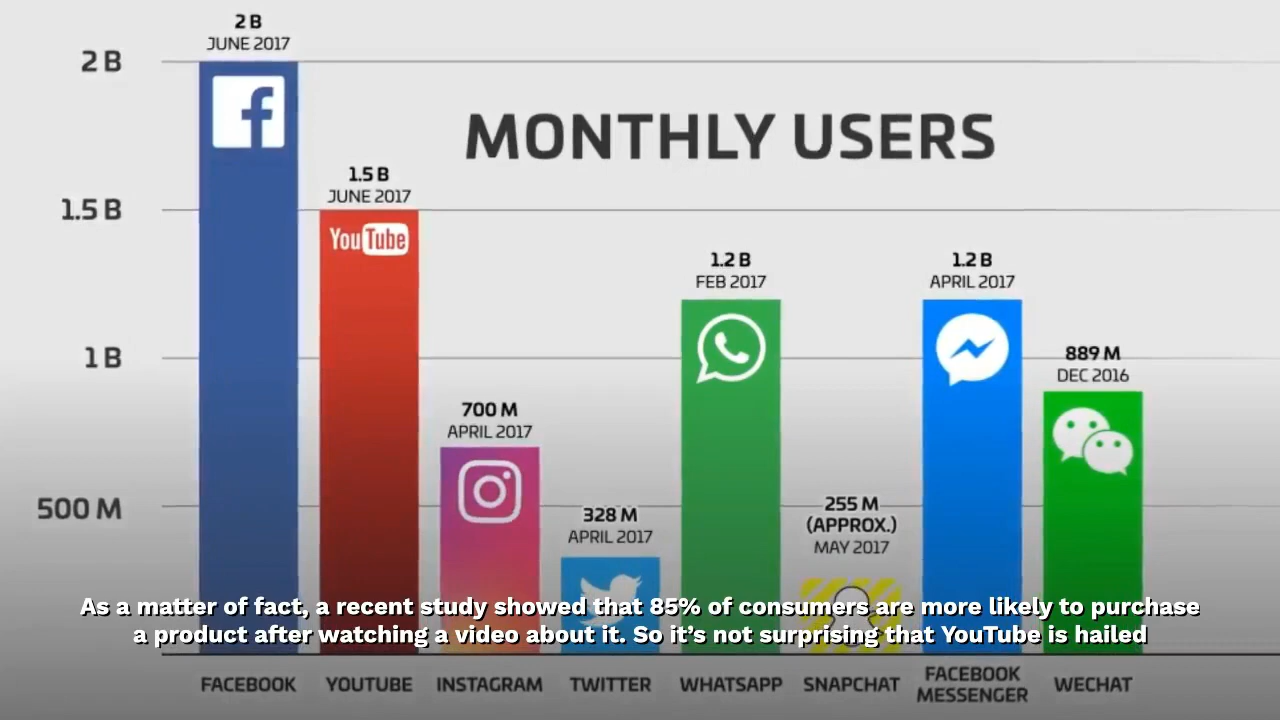 2 B
JUNE 2017
2 B
MONTHLY USERS
1.5 B
JUNE 2017
1.5 B
YouTube
1.2 B
FEB 2017
1.2 B
APRIL 2017
1 B
889 M
DEC 2016
700 M
APRIL 2017
500 M
328 M
APRIL 2017
255 M
(APPROX.)
MAY 2017
As a matter of fact, a recent study showed that 85% of consumers are more likely to purchase
a product after watching a video about it. So it’s not surprising that YouTube is hailed
FACEBOOK
YOUTUBE
INSTAGRAM
TWITTER
WHATSAPP
SNAPCHAT
FACEBOOK
MESSENGER
WECHAT